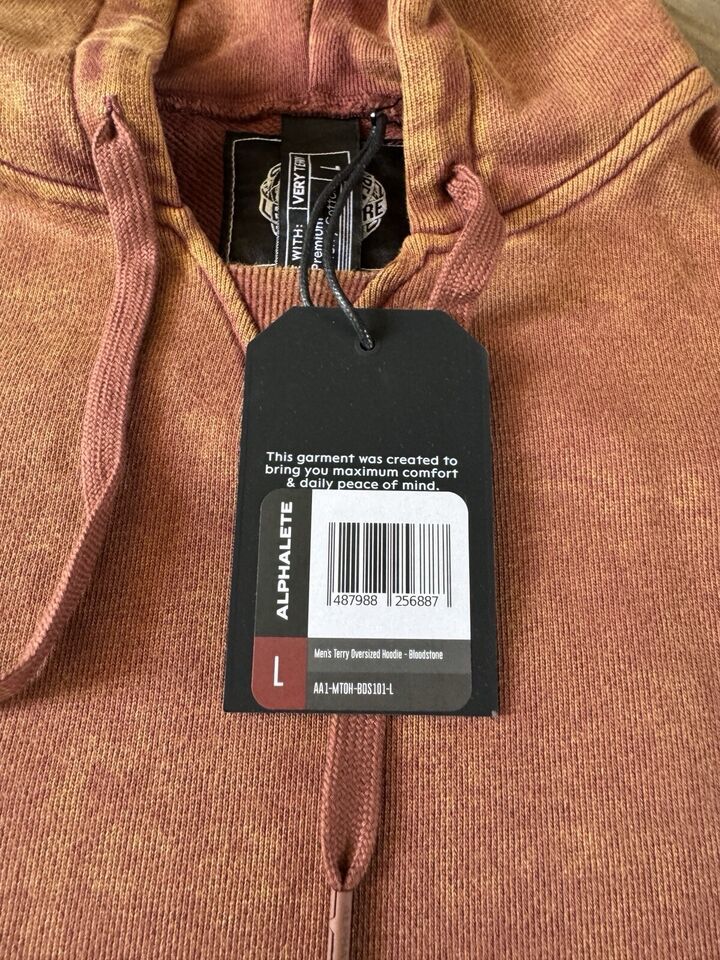 VERY
WITH:
Premium
RE
This garment was created to
bring you maximum comfort
& daily peace of mind.
ALPHALETE
487988 256887
L
Men's Terry Oversized Hoodie - Bloodstone
AA1-MTOH-BDS101-L